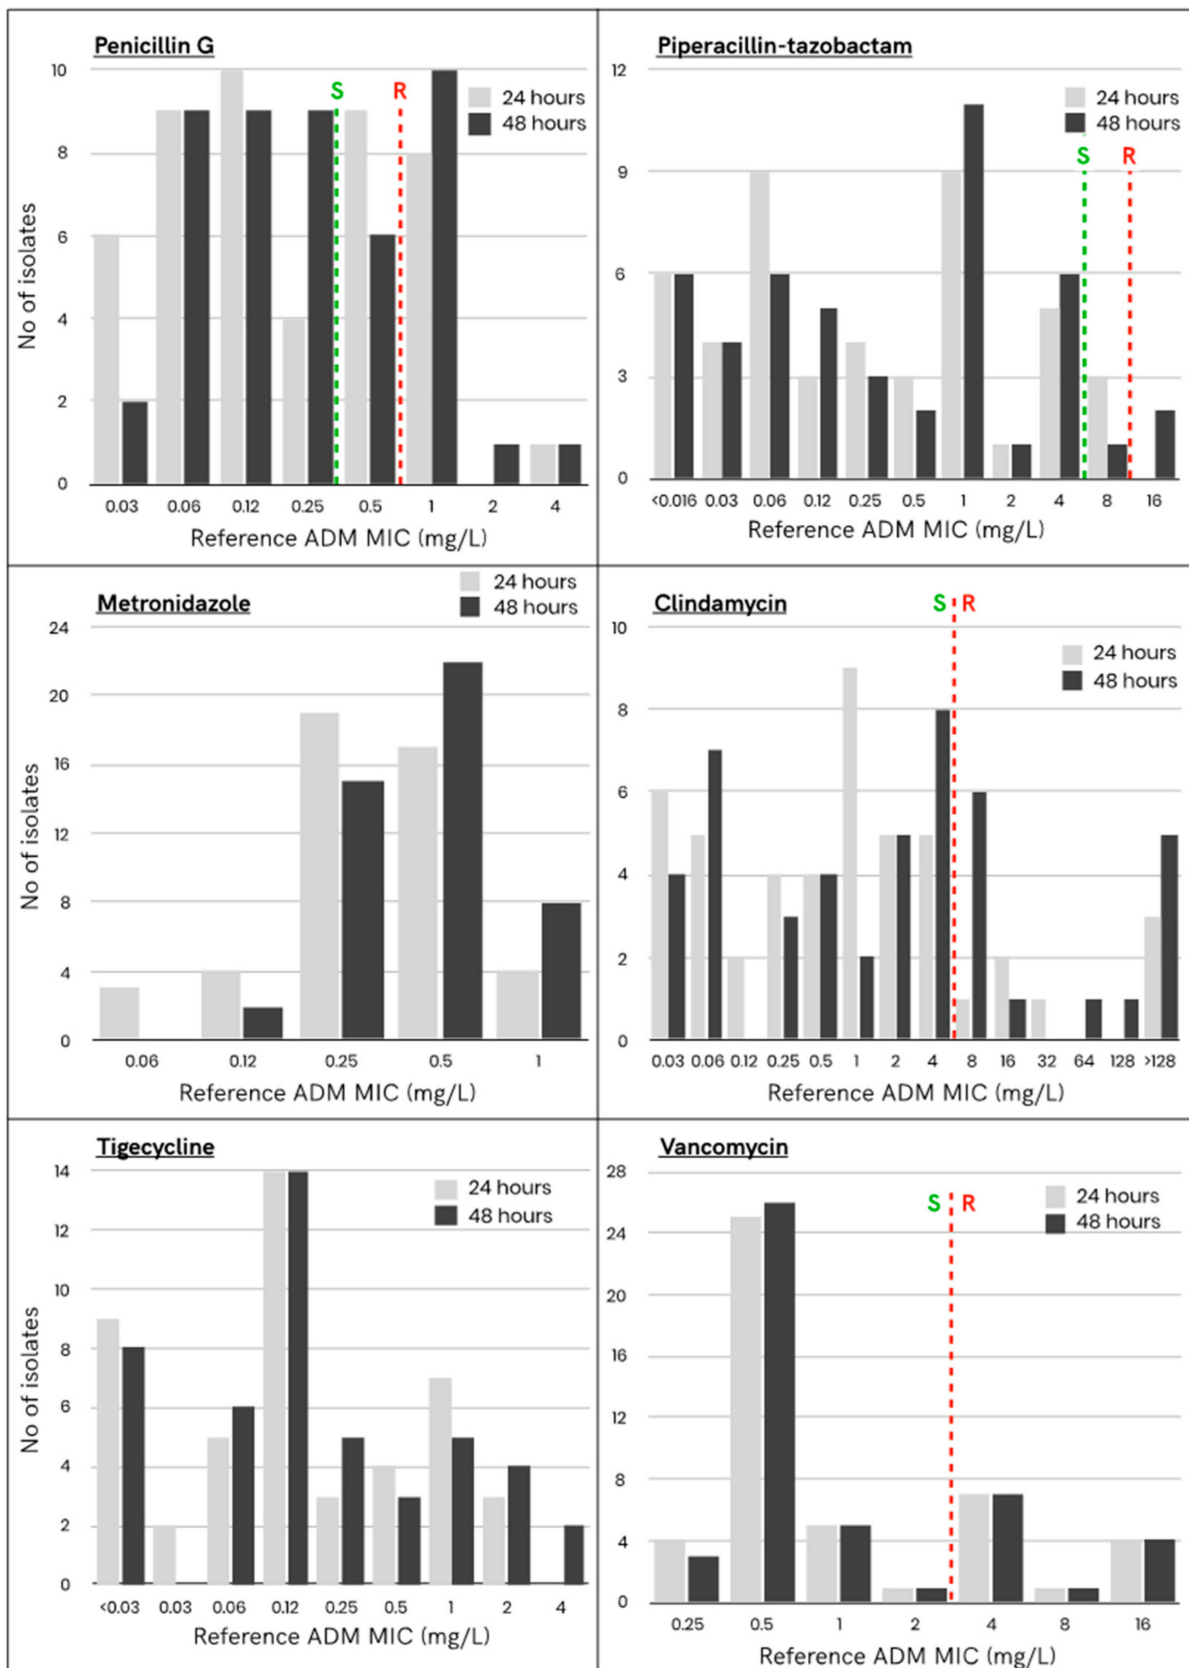 Penicillin G
10
8
6
4
2
0
No of isolates
S
R
24 hours
48 hours
0.03 0.06 0.12 0.25 0.5 1 2 4
Reference ADM MIC (mg/L)
Piperacillin-tazobactam
12
9
6
3
0
24 hours
48 hours
S
R
<0.016 0.03 0.06 0.12 0.25 0.5 1 2 4 8 16
Reference ADM MIC (mg/L)
Metronidazole
24 hours
48 hours
24
20
16
12
8
4
0
No of isolates
0.06 0.12 0.25 0.5 1
Reference ADM MIC (mg/L)
Clindamycin
S R
24 hours
48 hours
10
8
6
4
2
0
0.03 0.06 0.12 0.25 0.5 1 2 4 8 16 32 64 128 >128
Reference ADM MIC (mg/L)
Tigecycline
24 hours
48 hours
14
12
10
8
6
4
2
0
No of isolates
<0.03 0.03 0.06 0.12 0.25 0.5 1 2 4
Reference ADM MIC (mg/L)
Vancomycin
S R
24 hours
48 hours
28
24
20
16
12
8
4
0
0.25 0.5 1 2 4 8 16
Reference ADM MIC (mg/L)